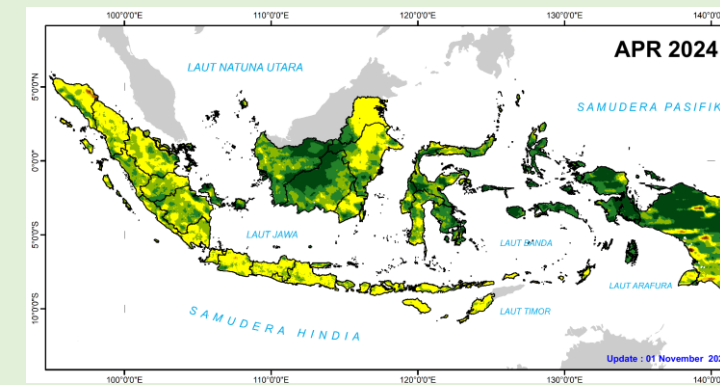 100°0'0"E 110°0'0"E 120°0'0"E 130°0'0"E 140°0'
APR 2024
LAUT NATUNA UTARA
5°0'0"N
SAMUDERA PASIFIK
0°0'0"
LAUT JAWA
5°0'0"S
LAUT BANDA
LAUT ARAFURA
10°0'0"S
SAMUDERA HINDIA
LAUT TIMOR
Update : 01 November 202
100°0'0"E 110°0'0"E 120°0'0"E 130°0'0"E 140°0'